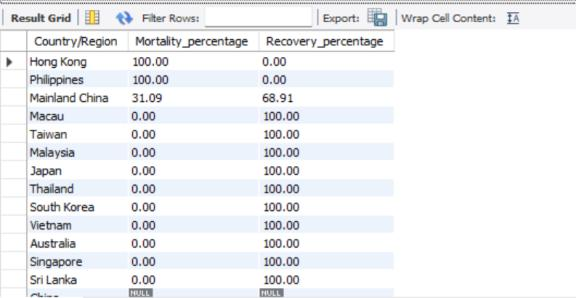 Result Grid Filter Rows: Export: Wrap Cell Content:
Country/Region Mortality_percentage Recovery_percentage
Hong Kong 100.00 0.00
Philippines 100.00 0.00
Mainland China 31.09 68.91
Macau 0.00 100.00
Taiwan 0.00 100.00
Malaysia 0.00 100.00
Japan 0.00 100.00
Thailand 0.00 100.00
South Korea 0.00 100.00
Vietnam 0.00 100.00
Australia 0.00 100.00
Singapore 0.00 100.00
Sri Lanka 0.00 100.00
NULL NULL